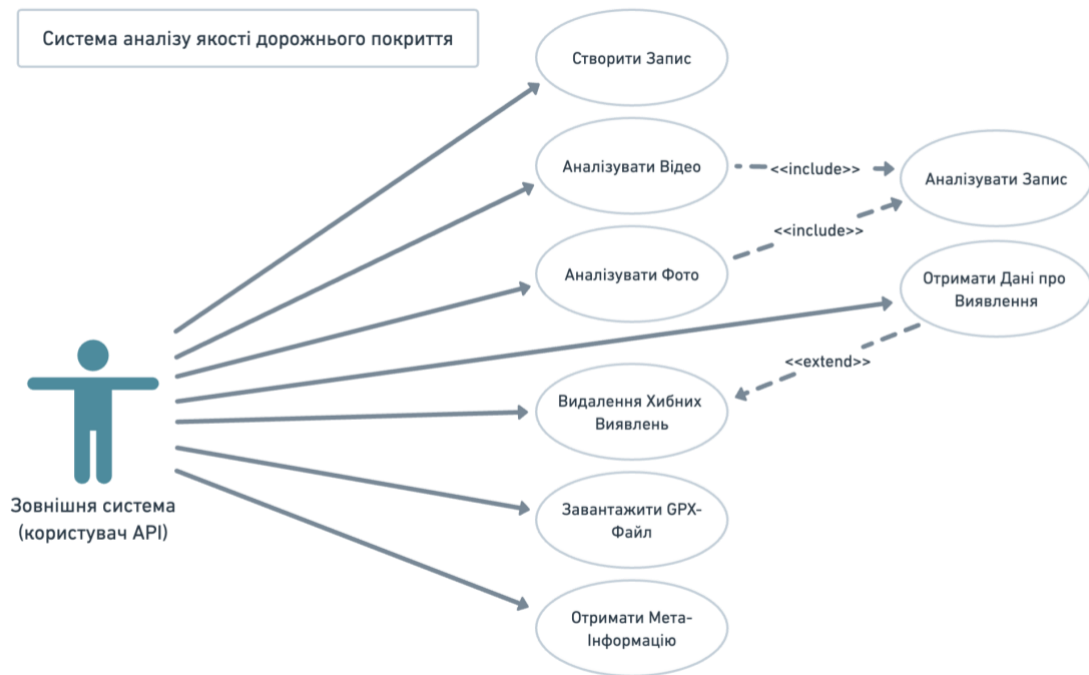 Система аналізу якості дорожнього покриття
Створити Запис
Аналізувати Відео
<<include>>
Аналізувати Запис
<<include>>
Аналізувати Фото
Отримати Дані про
Виявлення
<<extend>>
Видалення Хибних
Виявлень
Зовнішня система
(користувач API)
Завантажити GPX-
Файл
Отримати Мета-
Інформацію